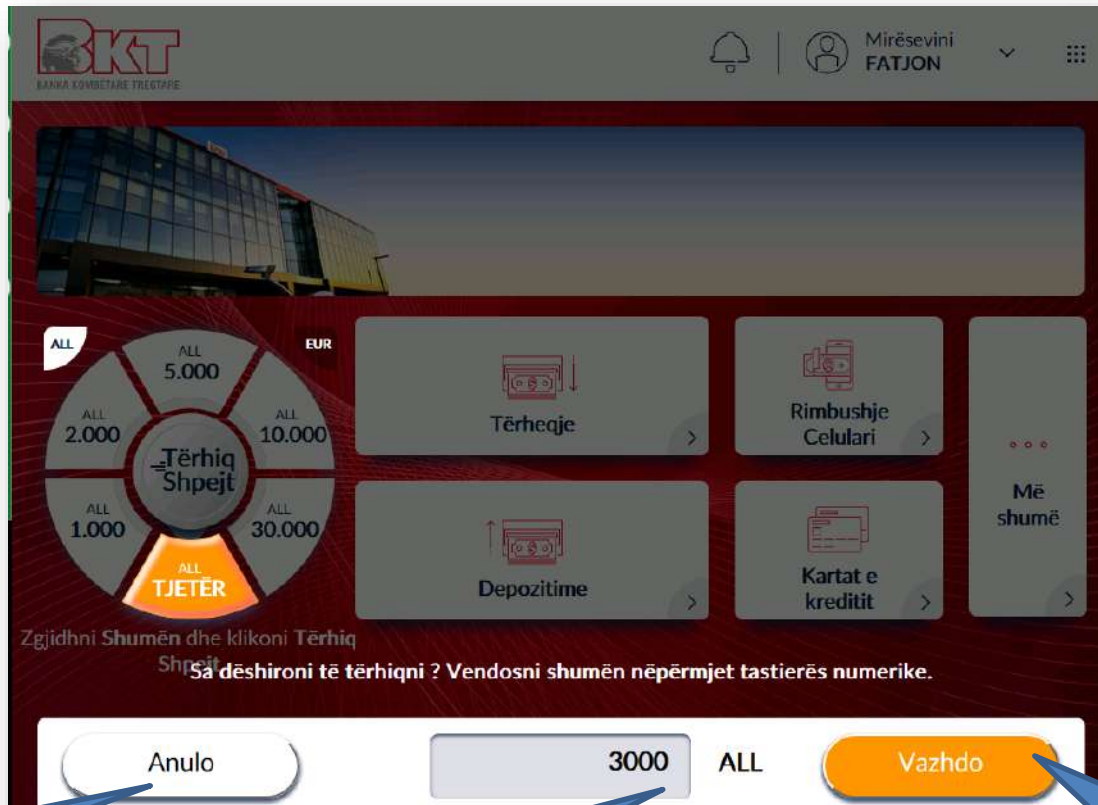 BKT
BANKA KOMBETARE TREGTARE
Mirësevini
FATJON
ALL
EUR
ALL
5.000
ALL
2.000
ALL
10.000
Tërhiq
Shpejt
ALL
1.000
ALL
30.000
ALL
TJETËR
Tërheqje
Rimbushje
Celulari
Depozitime
Kartat e
kreditit
Më
shumë
Zgjidhni Shumën dhe klikoni Tërhiq
Shpejt
Sa dëshironi të tërhiqni ? Vendosni shumën nëpërmjet tastierës numerike.
Anulo
3000
ALL
Vazhdo